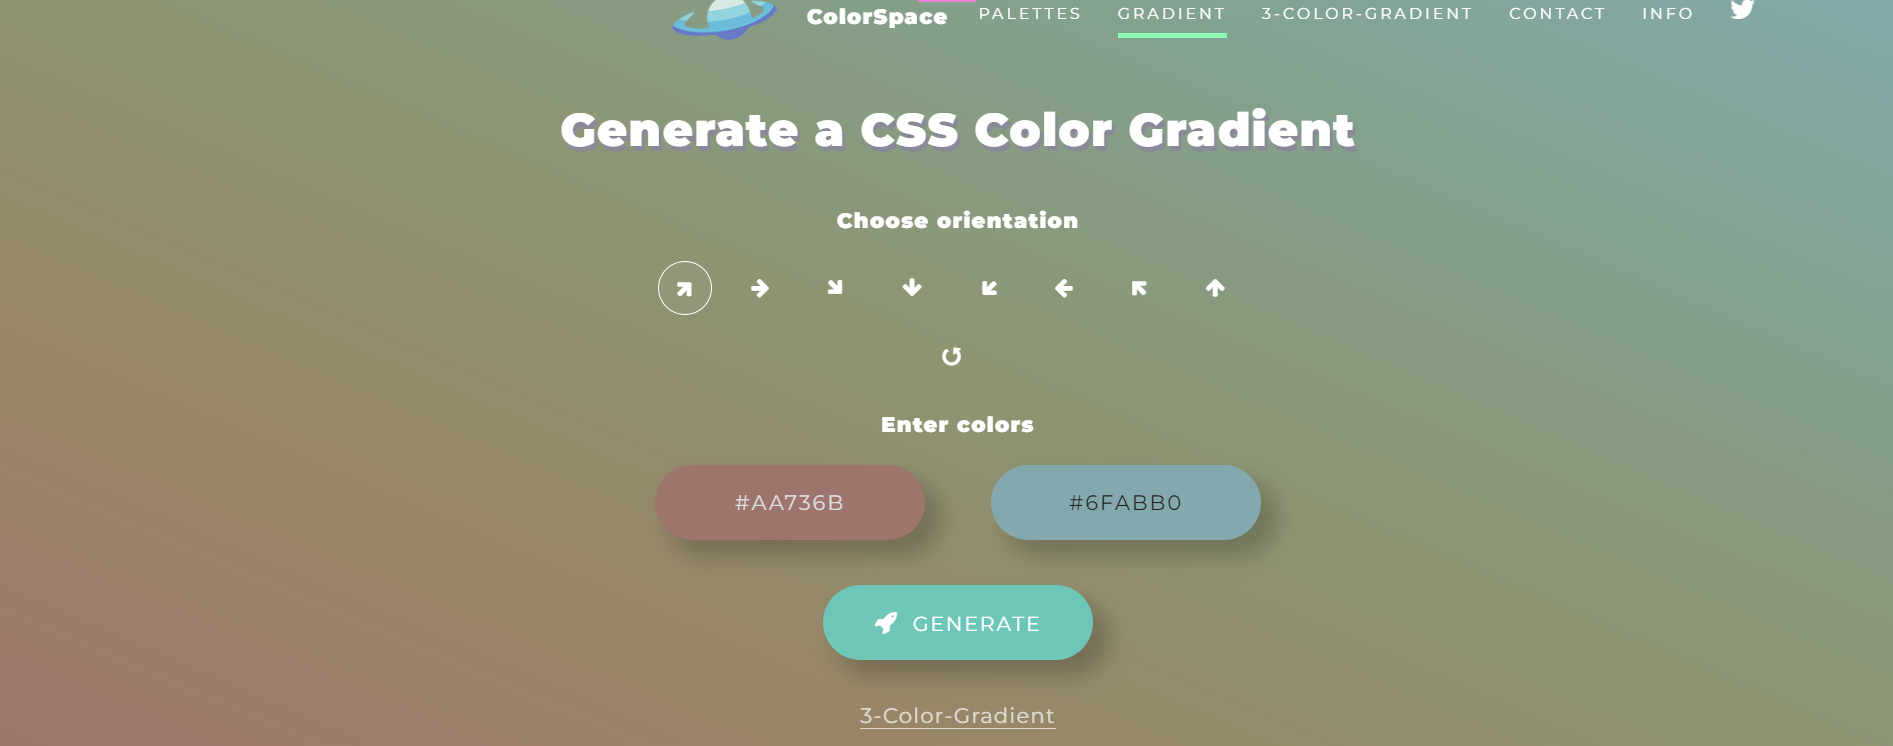 ColorSpace PALETTES GRADIENT 3-COLOR-GRADIENT CONTACT INFO
Generate a CSS Color Gradient
Choose orientation
Enter colors
#AA736B #6FABB0
GENERATE
3-Color-Gradient